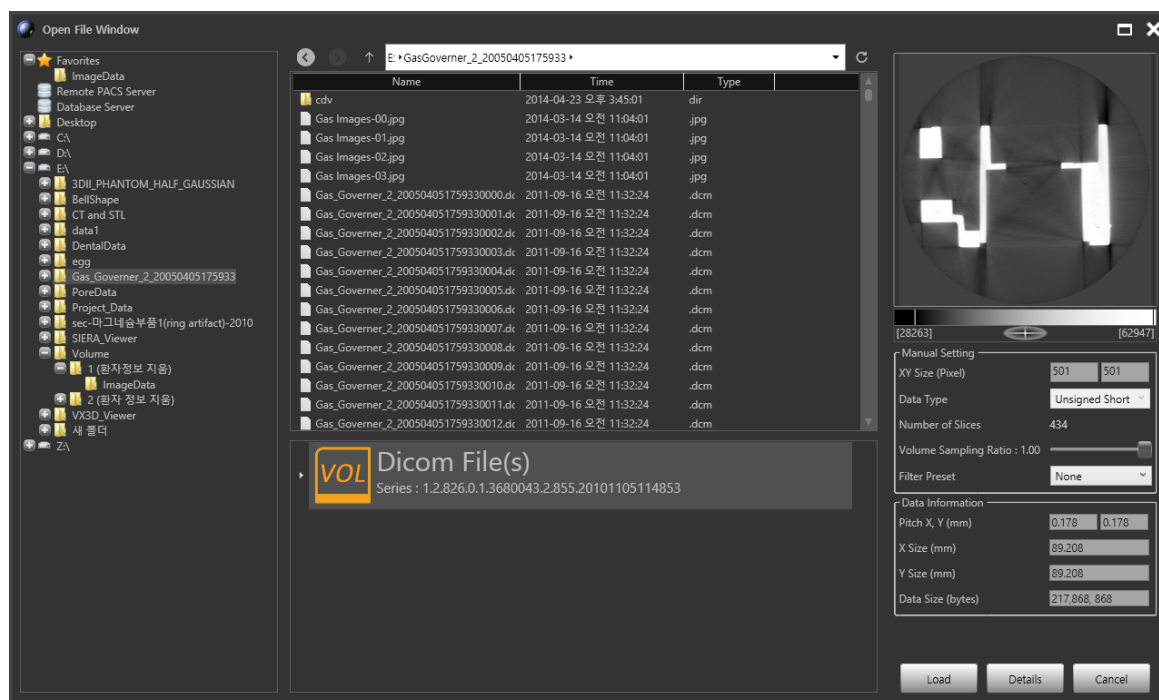 Open File Window
Favorites
ImageData
Remote PACS Server
Database Server
Desktop
C:\
D:\
E:\
3DII_PHANTOM_HALF_GAUSSIAN
BellShape
CT and STL
data1
DentalData
egg
Gas_Governer_2_20050405175933
PoreData
Project_Data
sec-마그네슘부품1(ring artifact)-2010
SIERA_Viewer
Volume
1 (환자정보 지움)
ImageData
2 (환자 정보 지움)
VX3D_Viewer
새 폴더
Z:\
E: GasGoverner_2_20050405175933
Name Time Type
cdv 2014-04-23 오후 3:45:01 dir
Gas Images-00.jpg 2014-03-14 오전 11:04:01 .jpg
Gas Images-01.jpg 2014-03-14 오전 11:04:01 .jpg
Gas Images-02.jpg 2014-03-14 오전 11:04:01 .jpg
Gas Images-03.jpg 2014-03-14 오전 11:04:01 .jpg
Gas_Governer_2_200504051759330000.dc 2011-09-16 오전 11:32:24 .dcm
Gas_Governer_2_200504051759330001.dc 2011-09-16 오전 11:32:24 .dcm
Gas_Governer_2_200504051759330002.dc 2011-09-16 오전 11:32:24 .dcm
Gas_Governer_2_200504051759330003.dc 2011-09-16 오전 11:32:24 .dcm
Gas_Governer_2_200504051759330004.dc 2011-09-16 오전 11:32:24 .dcm
Gas_Governer_2_200504051759330005.dc 2011-09-16 오전 11:32:24 .dcm
Gas_Governer_2_200504051759330006.dc 2011-09-16 오전 11:32:24 .dcm
Gas_Governer_2_200504051759330007.dc 2011-09-16 오전 11:32:24 .dcm
Gas_Governer_2_200504051759330008.dc 2011-09-16 오전 11:32:24 .dcm
Gas_Governer_2_200504051759330009.dc 2011-09-16 오전 11:32:24 .dcm
Gas_Governer_2_200504051759330010.dc 2011-09-16 오전 11:32:24 .dcm
Gas_Governer_2_200504051759330011.dc 2011-09-16 오전 11:32:24 .dcm
Gas_Governer_2_200504051759330012.dc 2011-09-16 오전 11:32:24 .dcm
VOL
Dicom File(s)
Series : 1.2.826.0.1.3680043.2.855.20101105114853
[28263] [62947]
Manual Setting
XY Size (Pixel) 501 501
Data Type Unsigned Short
Number of Slices 434
Volume Sampling Ratio : 1.00
Filter Preset None
Data Information
Pitch X, Y (mm) 0.178 0.178
X Size (mm) 89.208
Y Size (mm) 89.208
Data Size (bytes) 217,868, 868
Load Details Cancel